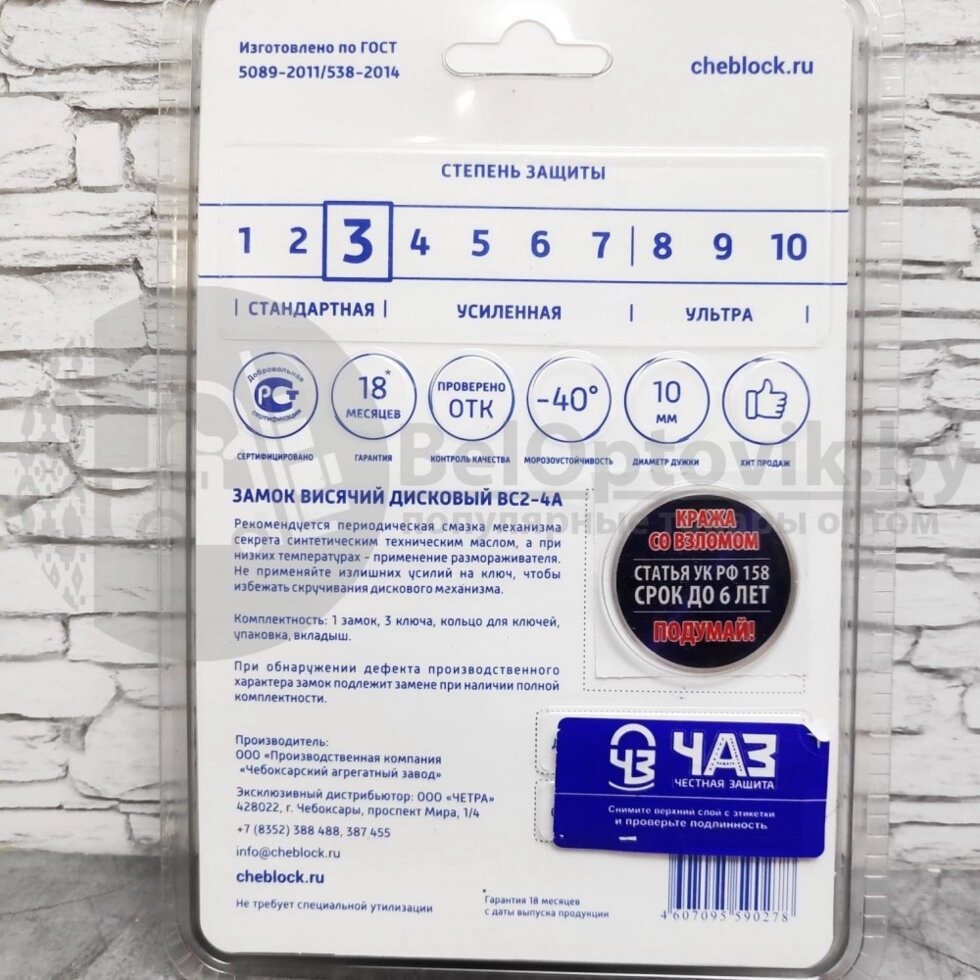 Изготовлено по ГОСТ
5089-2011/538-2014
cheblock.ru
СТЕПЕНЬ ЗАЩИТЫ
1 2 3 4 5 6 7 8 9 10
СТАНДАРТНАЯ УСИЛЕННАЯ УЛЬТРА
Добровольная
РСТ
сертификации
СЕРТИФИЦИРОВАНО
18*
МЕСЯЦЕВ
ГАРАНТИЯ
ПРОВЕРЕНО
ОТК
КОНТРОЛЬ КАЧЕСТВА
-40°
МОРОЗОУСТОЙЧИВОСТЬ
10
ММ
ДИАМЕТР ДУЖКИ
ХИТ ПРОДАЖ
BelOptovik.by
популярные товары оптом
ЗАМОК ВИСЯЧИЙ ДИСКОВЫЙ ВС2-4А
Рекомендуется периодическая смазка механизма
секрета синтетическим техническим маслом, а при
низких температурах – применение размораживателя.
Не применяйте излишних усилий на ключ, чтобы
избежать скручивания дискового механизма.
Комплектность: 1 замок, 3 ключа, кольцо для ключей,
упаковка, вкладыш.
При обнаружении дефекта производственного
характера замок подлежит замене при наличии полной
комплектности.
КРАЖА
СО ВЗЛОМОМ
СТАТЬЯ УК РФ 158
СРОК ДО 6 ЛЕТ
ПОДУМАЙ!
Производитель:
ООО «Производственная компания
«Чебоксарский агрегатный завод»
Эксклюзивный дистрибьютор: ООО «ЧЕТРА»
428022, г. Чебоксары, проспект Мира, 1/4
+7 (8352) 388 488, 387 455
info@cheblock.ru
cheblock.ru
Не требует специальной утилизации
ЧАЗ
ЧЕСТНАЯ ЗАЩИТА
Снимите верхний слой с этикетки
и проверьте подлинность
*Гарантия 18 месяцев
с даты выпуска продукции
4 607095 590278